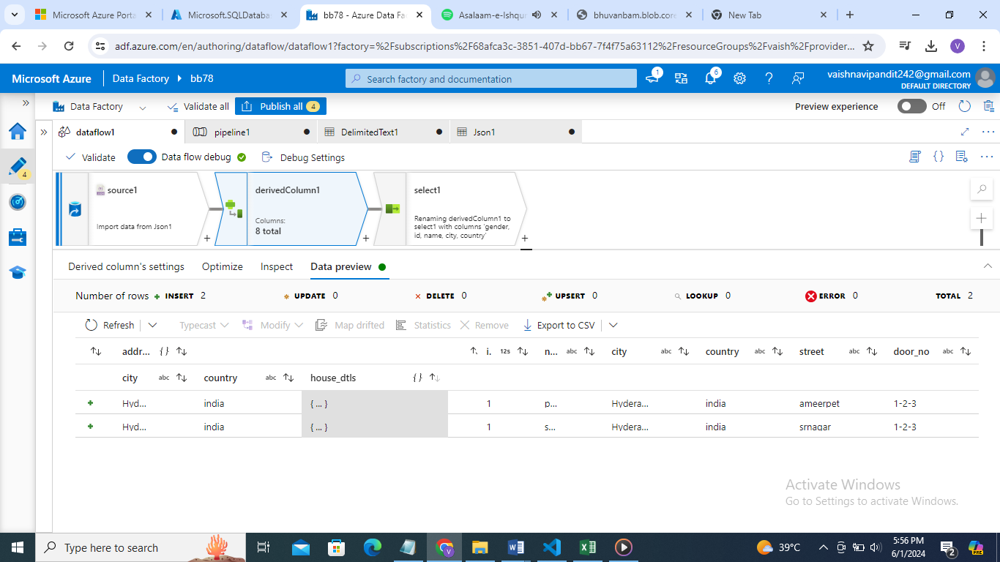 Microsoft Azure Porta
Microsoft.SQLDataba
bb78 - Azure Data Fa
Asalaam-e-Ishqu
bhuvanbam.blob.core
New Tab
adf.azure.com/en/authoring/dataflow/dataflow1?factory=%2Fsubscriptions%2F68afca3c-3851-407d-bb67-7f4f75a63112%2FresourceGroups%2Fvaish%2Fprovider...
V
Microsoft Azure
Data Factory
bb78
Search factory and documentation
1
6
vaishnavipandit242@gmail.com
DEFAULT DIRECTORY
Data Factory
Validate all
Publish all 4
Preview experience
Off
dataflow1
pipeline1
DelimitedText1
Json1
4
Validate
Data flow debug
Debug Settings
source1
Import data from Json1
derivedColumn1
Columns:
8 total
select1
Renaming derivedColumn1 to
select1 with columns 'gender,
id, name, city, country'
Derived column's settings Optimize Inspect Data preview
Number of rows + INSERT 2 UPDATE 0 DELETE 0 UPSERT 0 LOOKUP 0 ERROR 0 TOTAL 2
Refresh Typecast Modify Map drifted Statistics Remove Export to CSV
addr... {} i. 12s n... abc city abc country abc street abc door_no abc
city abc country abc house_dtls {}
Hyd... india { ... } 1 p... Hydera... india ameerpet 1-2-3
Hyd... india { ... } 1 s... Hydera... india srnagar 1-2-3
Activate Windows
Go to Settings to activate Windows.
Type here to search
39°C
5:56 PM
6/1/2024
2
PRE